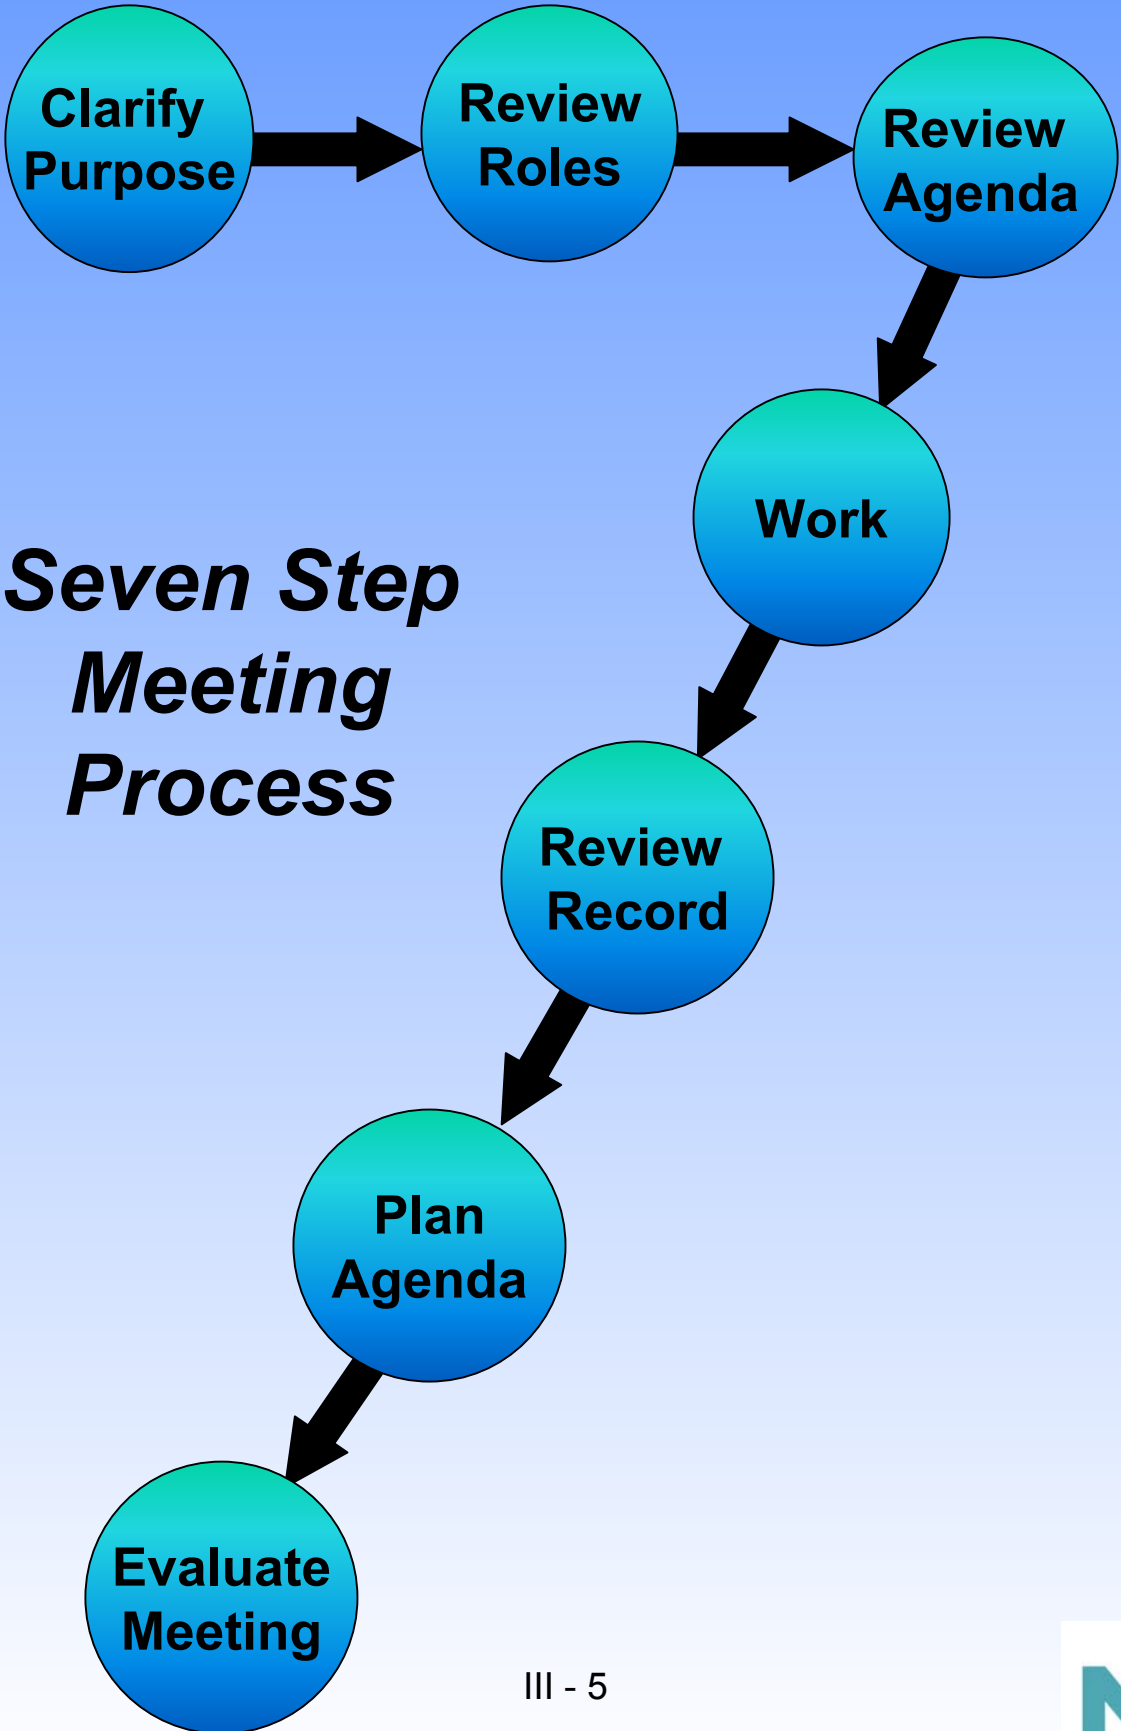 Clarify
Purpose
Review
Roles
Review
Agenda
Work
Seven Step
Meeting
Process
Review
Record
Plan
Agenda
Evaluate
Meeting
III - 5